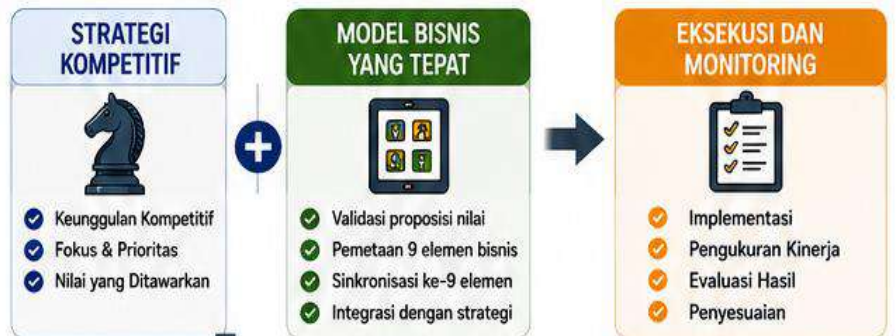 STRATEGI
KOMPETITIF
Keunggulan Kompetitif
Fokus & Prioritas
Nilai yang Ditawarkan
MODEL BISNIS
YANG TEPAT
Validasi proposisi nilai
Pemetaan 9 elemen bisnis
Sinkronisasi ke-9 elemen
Integrasi dengan strategi
EKSEKUSI DAN
MONITORING
Implementasi
Pengukuran Kinerja
Evaluasi Hasil
Penyesuaian